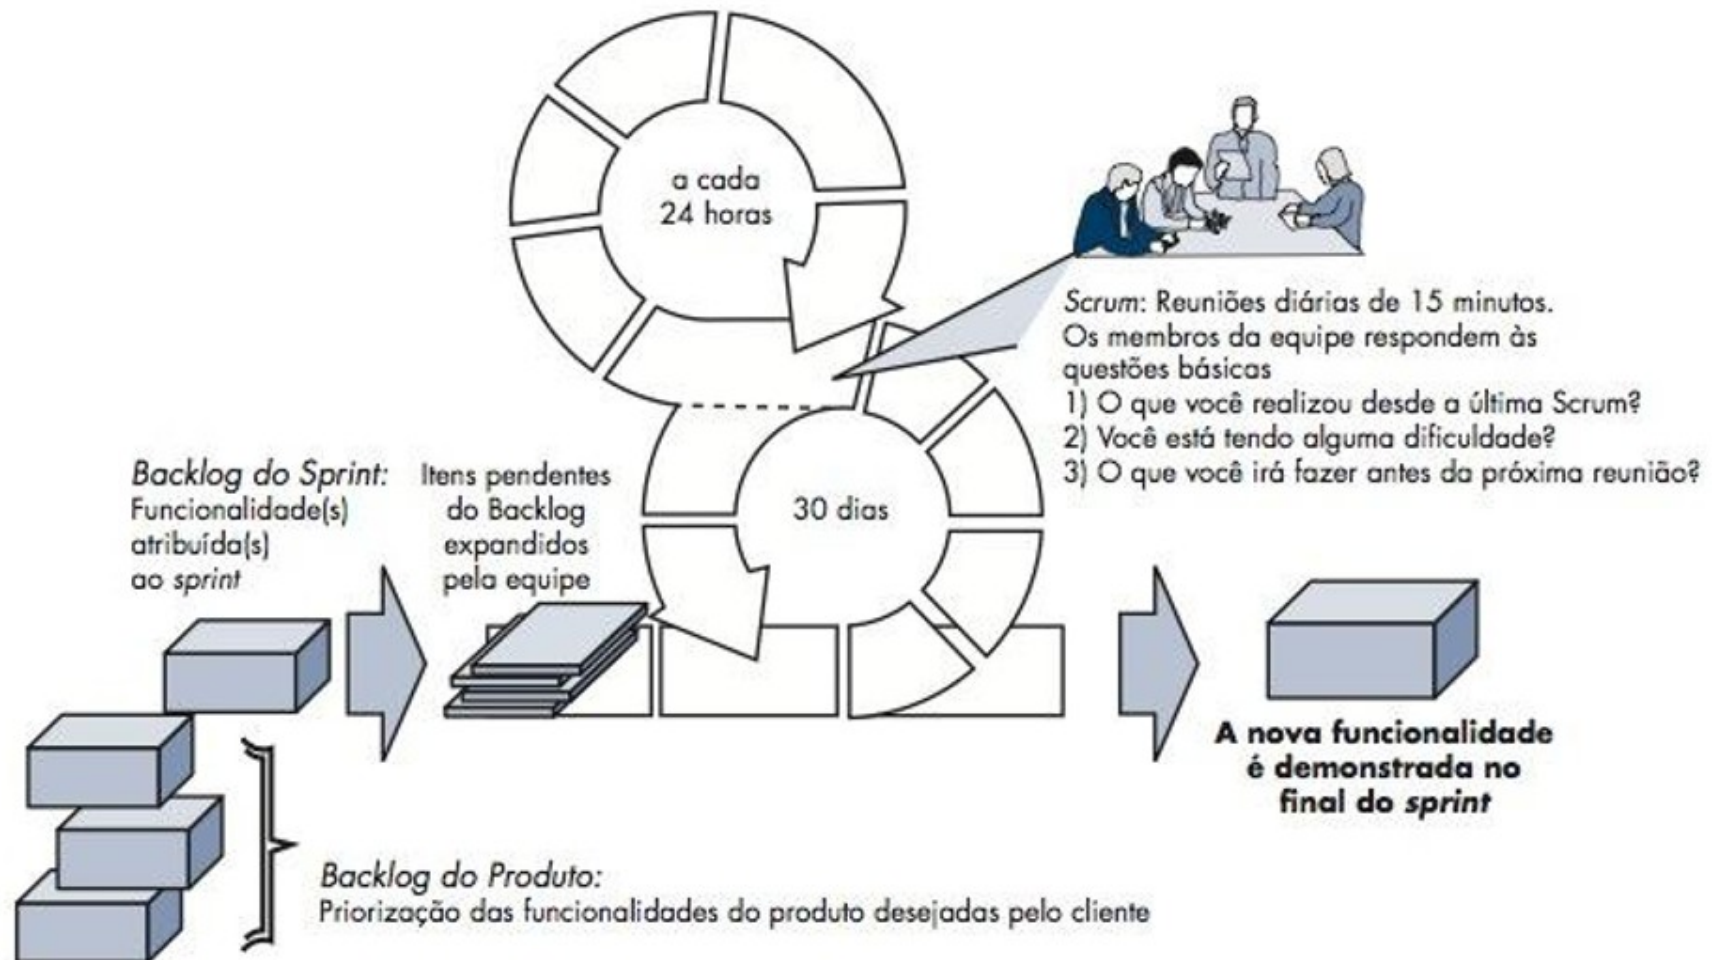 a cada
24 horas
Scrum: Reuniões diárias de 15 minutos.
Os membros da equipe respondem às
questões básicas
1) O que você realizou desde a última Scrum?
2) Você está tendo alguma dificuldade?
3) O que você irá fazer antes da próxima reunião?
Backlog do Sprint:
Funcionalidade(s)
atribuída(s)
ao sprint
Itens pendentes
do Backlog
expandidos
pela equipe
30 dias
A nova funcionalidade
é demonstrada no
final do sprint
Backlog do Produto:
Priorização das funcionalidades do produto desejadas pelo cliente